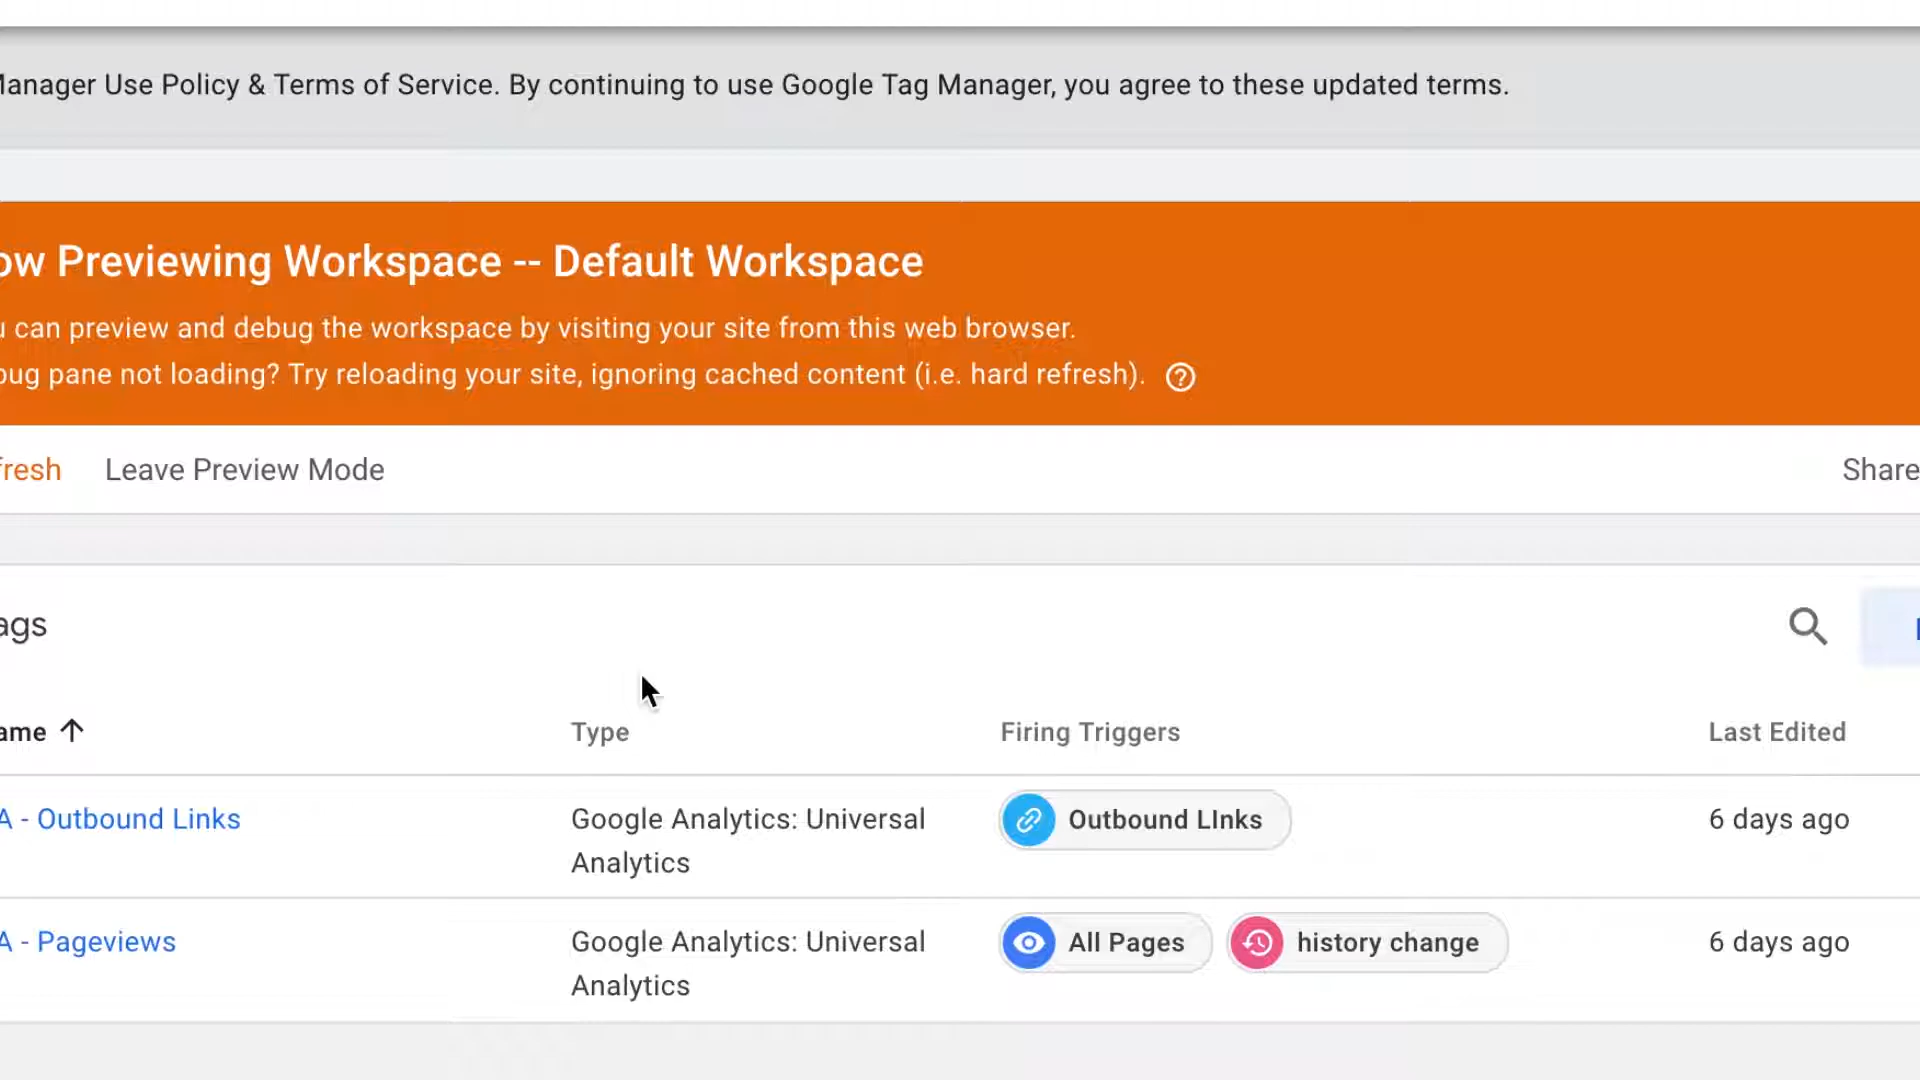 Manager Use Policy & Terms of Service. By continuing to use Google Tag Manager, you agree to these updated terms.
ow Previewing Workspace -- Default Workspace
u can preview and debug the workspace by visiting your site from this web browser.
bug pane not loading? Try reloading your site, ignoring cached content (i.e. hard refresh).
fresh Leave Preview Mode Share
ags
ame Type Firing Triggers Last Edited
A - Outbound Links Google Analytics: Universal Outbound LInks 6 days ago
Analytics
A - Pageviews Google Analytics: Universal All Pages history change 6 days ago
Analytics